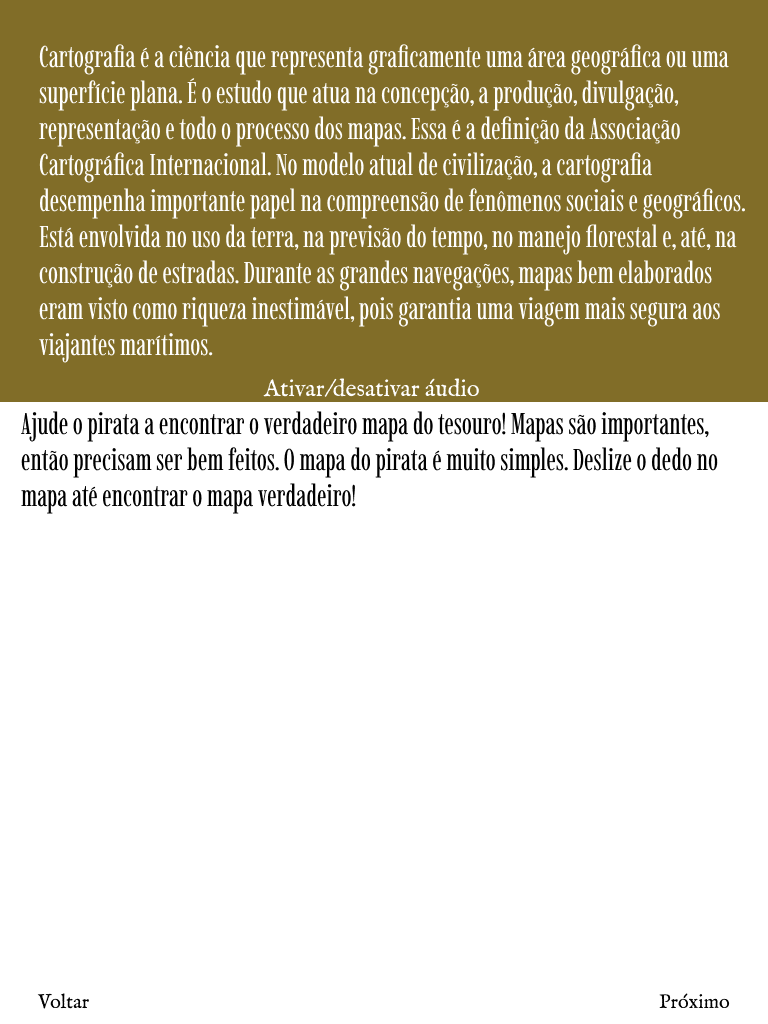 Cartografia é a ciência que representa graficamente uma área geográfica ou uma
superfície plana. É o estudo que atua na concepção, a produção, divulgação,
representação e todo o processo dos mapas. Essa é a definição da Associação
Cartográfica Internacional. No modelo atual de civilização, a cartografia
desempenha importante papel na compreensão de fenômenos sociais e geográficos.
Está envolvida no uso da terra, na previsão do tempo, no manejo florestal e, até, na
construção de estradas. Durante as grandes navegações, mapas bem elaborados
eram visto como riqueza inestimável, pois garantia uma viagem mais segura aos
viajantes marítimos.
Ativar/desativar áudio
Ajude o pirata a encontrar o verdadeiro mapa do tesouro! Mapas são importantes,
então precisam ser bem feitos. O mapa do pirata é muito simples. Deslize o dedo no
mapa até encontrar o mapa verdadeiro!
Voltar
Próximo